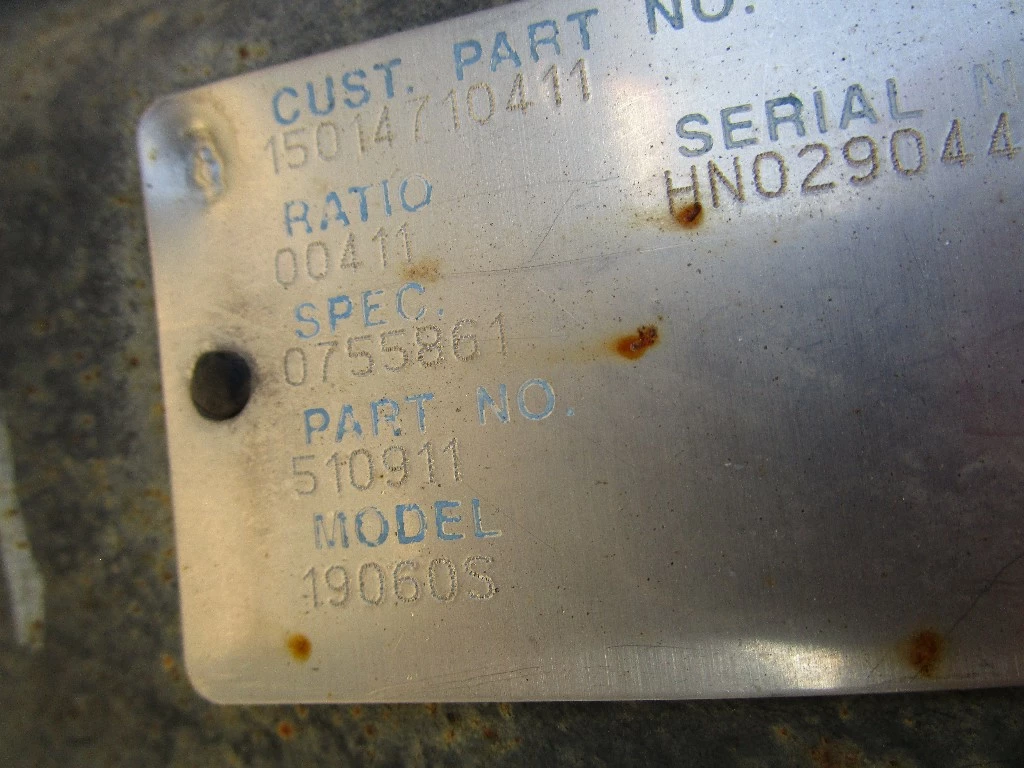 CUST. PART NO.
15014710411
SERIAL N
HN029044
RATIO
00411
SPEC.
0755861
PART NO.
510911
MODEL
19060S